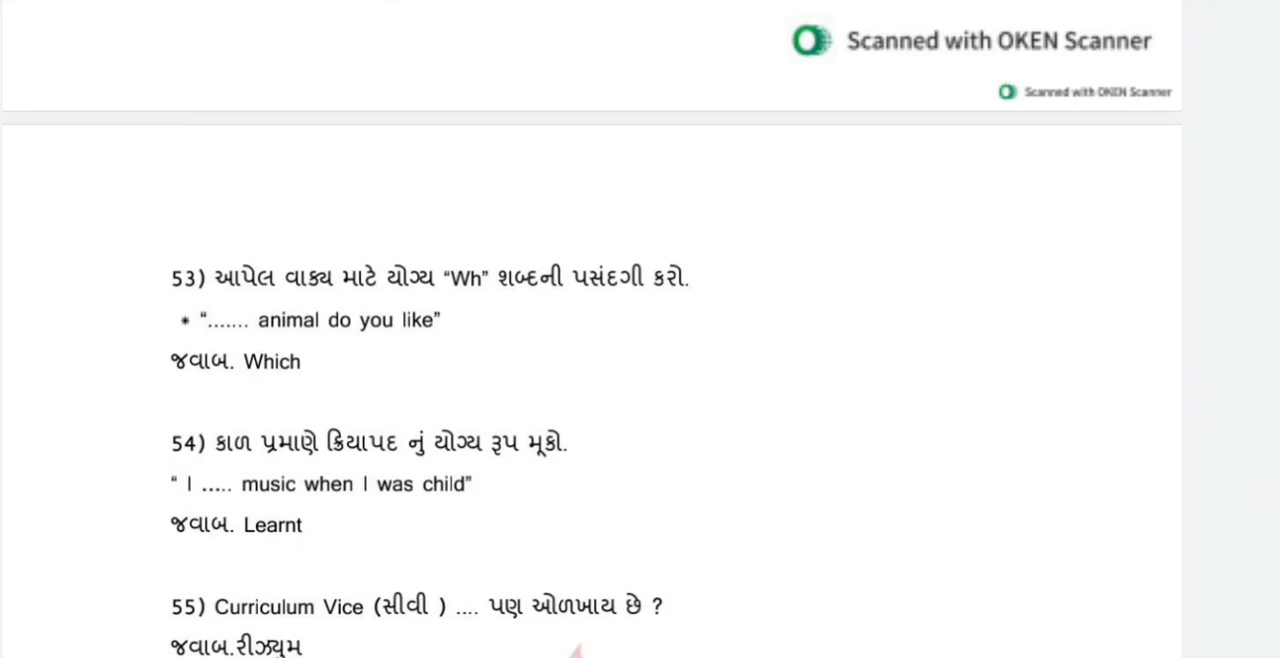 Scanned with OKEN Scanner
Scanned with OKEN Scanner
53) આપેલ વાક્ય માટે યોગ્ય “Wh” શબ્દની પસંદગી કરો.
* “....... animal do you like”
જવાબ. Which
54) કાળ પ્રમાણે ક્રિયાપદ નું યોગ્ય રૂપ મૂકો.
“ I ..... music when I was child”
જવાબ. Learnt
55) Curriculum Vice (સીવી ) .... પણ ઓળખાય છે ?
જવાબ.રીઝ્યુમ